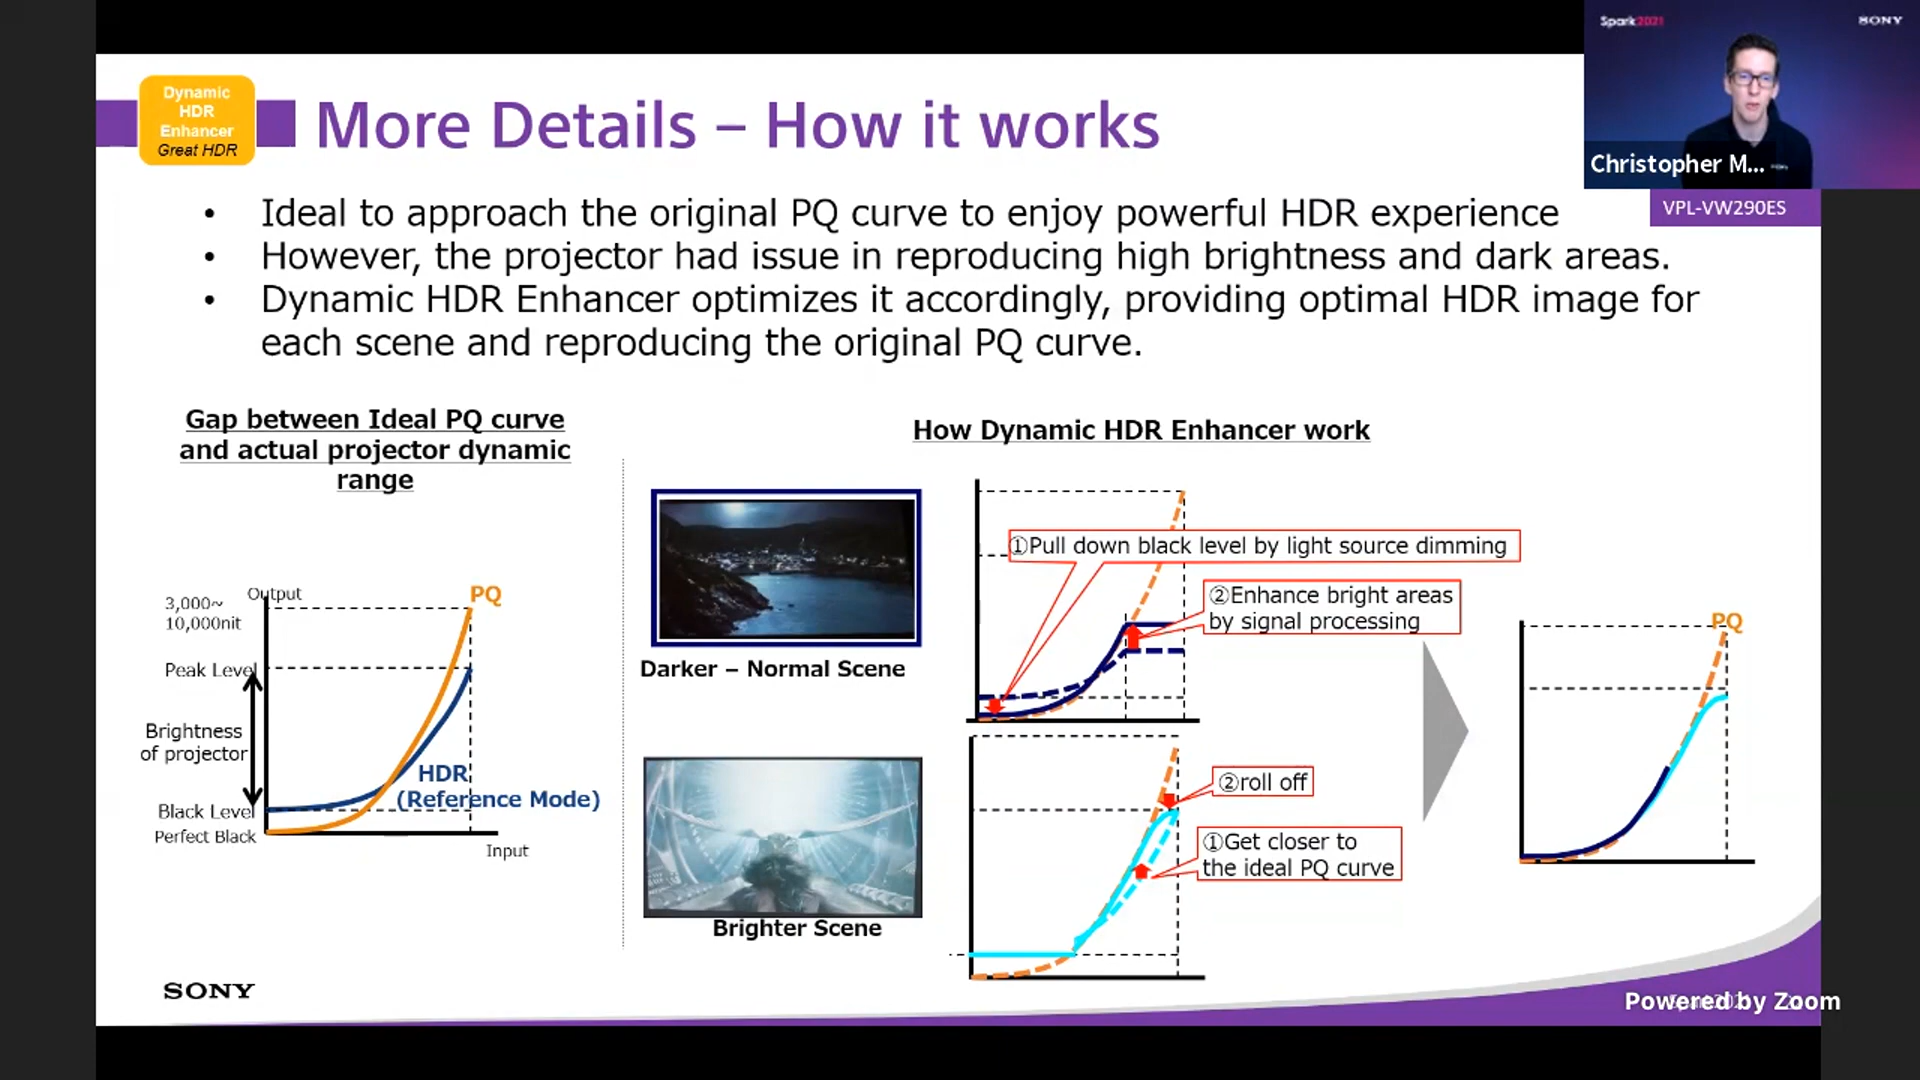 Spark2021
SONY
Christopher M...
VPL-VW290ES
Dynamic
HDR
Enhancer
Great HDR
More Details – How it works
• Ideal to approach the original PQ curve to enjoy powerful HDR experience
• However, the projector had issue in reproducing high brightness and dark areas.
• Dynamic HDR Enhancer optimizes it accordingly, providing optimal HDR image for
each scene and reproducing the original PQ curve.
Gap between Ideal PQ curve
and actual projector dynamic
range
Output
3,000~
10,000nit
PQ
Peak Level
Brightness
of projector
HDR
(Reference Mode)
Black Level
Perfect Black
Input
How Dynamic HDR Enhancer work
Darker – Normal Scene
①Pull down black level by light source dimming
②Enhance bright areas
by signal processing
Brighter Scene
②roll off
①Get closer to
the ideal PQ curve
PQ
SONY
Powered by Zoom